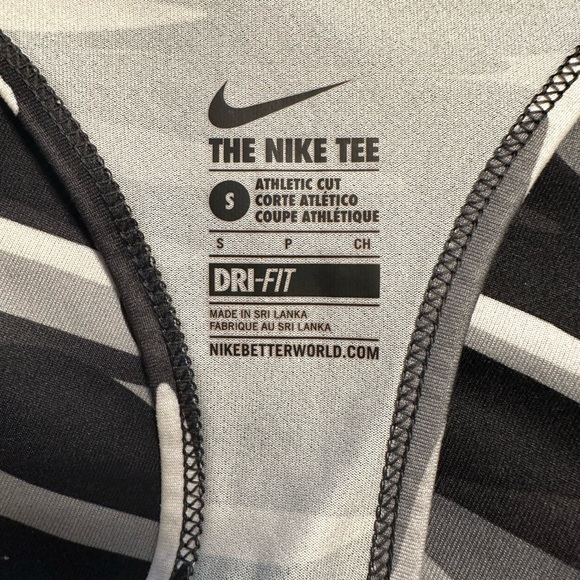 THE NIKE TEE
S
ATHLETIC CUT
CORTE ATLÉTICO
COUPE ATHLÉTIQUE
S P CH
DRI-FIT
MADE IN SRI LANKA
FABRIQUE AU SRI LANKA
NIKEBETTERWORLD.COM